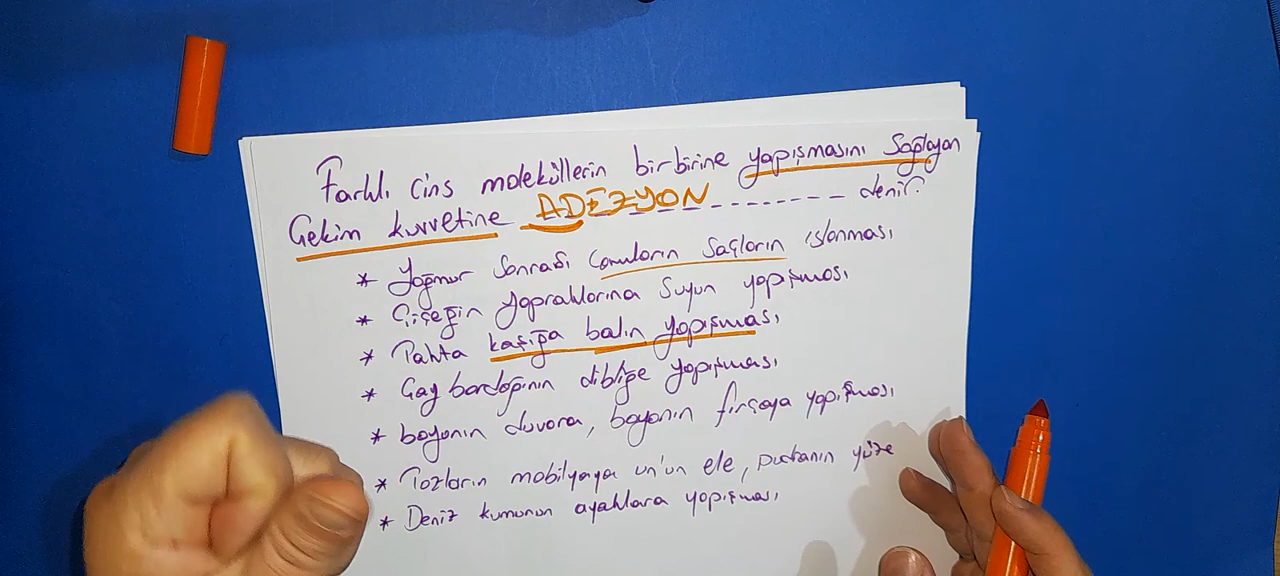 Farklı cins moleküllerin birbirine yapışmasını sağlayan
Çekim kuvvetine ADEZYON denir.
* Yağmur sonrası camların saçların ıslanması
* Çiçeğin yapraklarına suyun yapışması
* Tahta kaşığa balın yapışması
* Çay bardağının dibliğe yapışması
* boyanın duvara, boyanın fırçaya yapışması
* Tozların mobilyaya un'un ele, pudranın yüze
* Deniz kumunun ayaklara yapışması